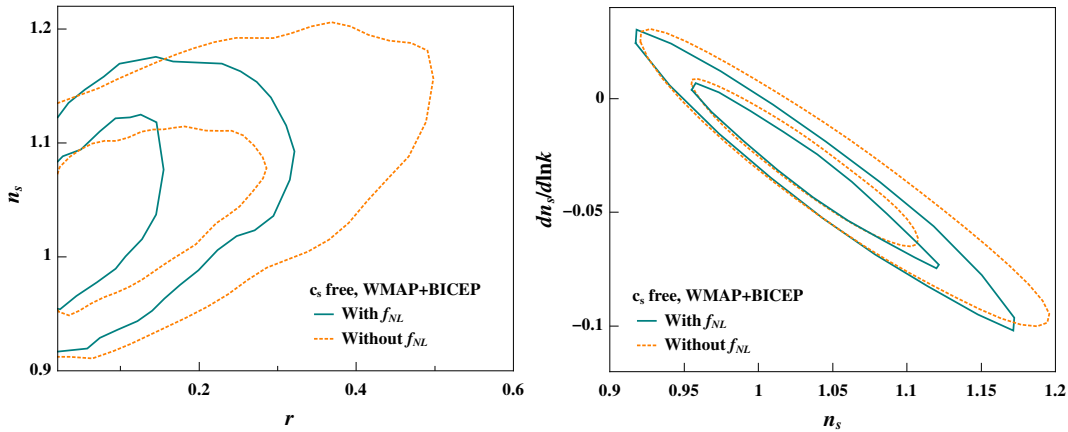 1.2
1.1
1
0.9
n_s
0.2
0.4
0.6
r
c_s free, WMAP+BICEP
With f_NL
Without f_NL
0
−0.05
−0.1
dn_s/dlnk
0.9
0.95
1
1.05
1.1
1.15
1.2
n_s
c_s free, WMAP+BICEP
With f_NL
Without f_NL